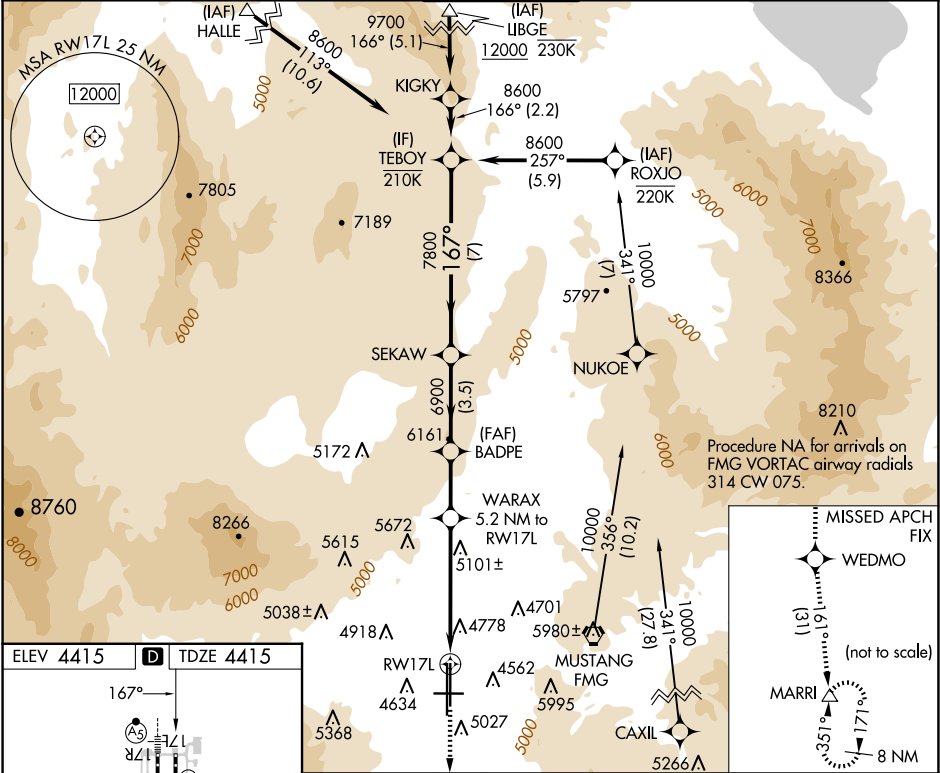 (IAF)
HALLE
8600
113°
(10.6)
9700
166° (5.1)
(IAF)
LIBGE
12000 230K
MSA RW17L 25 NM
12000
5000
KIGKY
8600
166° (2.2)
(IF)
TEBOY
210K
8600
257°
(5.9)
(IAF)
ROXJO
220K
7805
7189
7000
6000
7800
167°
(7)
10000
341°
(7)
5797
5000
6000
7000
8366
5000
5000
SEKAW
NUKOE
6900
(3.5)
6161
(FAF)
BADPE
5172
6000
8210
Procedure NA for arrivals on
FMG VORTAC airway radials
314 CW 075.
8760
8000
8266
7000
6000
5615
5672
5000
WARAX
5.2 NM to
RW17L
5101±
10000
356°
(10.2)
10000
341°
(27.8)
5038±
4918
4778
4701
5980±
MUSTANG
FMG
RW17L
4634
4562
5995
5368
5027
5000
CAXIL
5266
MISSED APCH
FIX
WEDMO
161°
(31)
(not to scale)
MARRI
351°
171°
8 NM
ELEV 4415
D
TDZE 4415
167°
A5
17R
17L